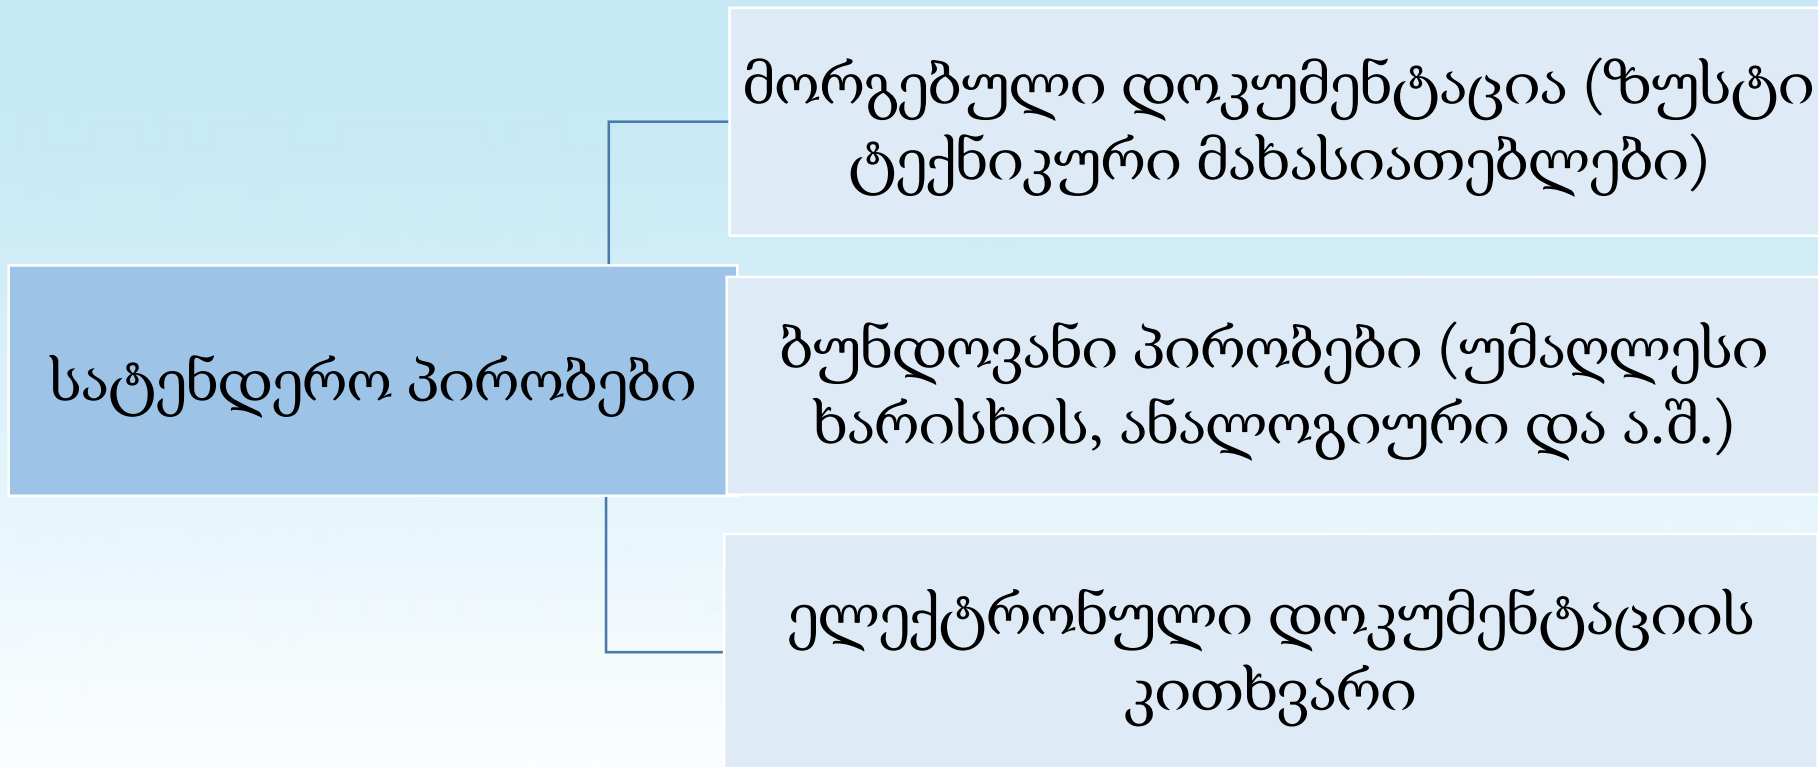 მორგებული დოკუმენტაცია (ზუსტი
ტექნიკური მახასიათებლები)
სატენდერო პირობები
ბუნდოვანი პირობები (უმაღლესი
ხარისხის, ანალოგიური და ა.შ.)
ელექტრონული დოკუმენტაციის
კითხვარი